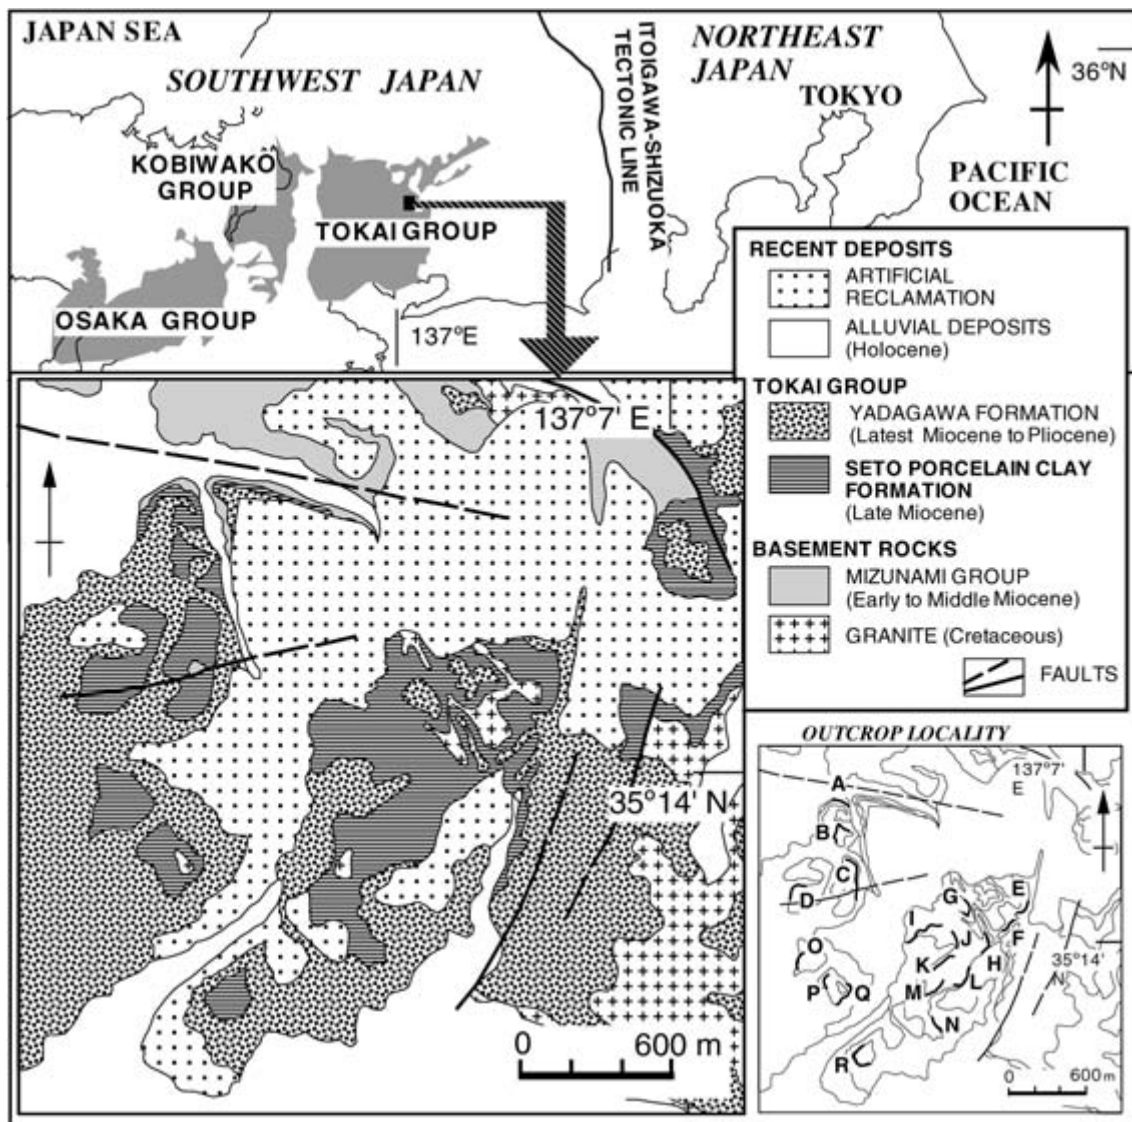 JAPAN SEA
SOUTHWEST JAPAN
ITOIGAWA-SHIZUOKA
TECTONIC LINE
NORTHEAST
JAPAN
TOKYO
36°N
PACIFIC
OCEAN
KOBIWAKO
GROUP
TOKAI GROUP
OSAKA GROUP
137°E
RECENT DEPOSITS
ARTIFICIAL
RECLAMATION
ALLUVIAL DEPOSITS
(Holocene)
TOKAI GROUP
YADAGAWA FORMATION
(Latest Miocene to Pliocene)
SETO PORCELAIN CLAY
FORMATION
(Late Miocene)
BASEMENT ROCKS
MIZUNAMI GROUP
(Early to Middle Miocene)
GRANITE (Cretaceous)
FAULTS
137°7' E
35°14' N
0 600 m
OUTCROP LOCALITY
137°7'
E
A
B
C
D
E
G
I
F
J
O
H
K
35°14'
N
L
M
P
Q
N
R
0 600 m